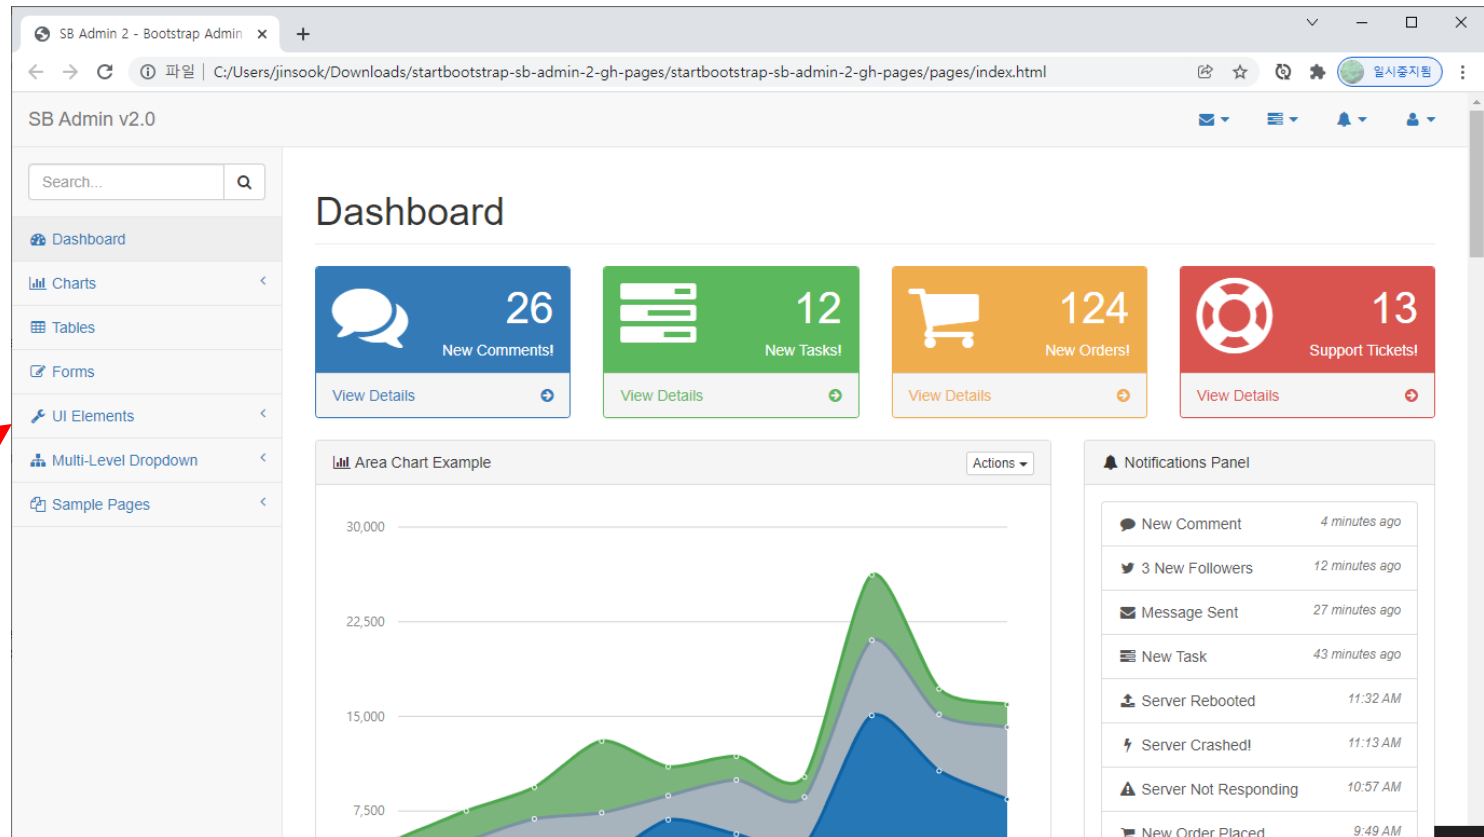 SB Admin 2 - Bootstrap Admin
파일 | C:/Users/jinsook/Downloads/startbootstrap-sb-admin-2-gh-pages/startbootstrap-sb-admin-2-gh-pages/pages/index.html
일시중지됨
SB Admin v2.0
Search...
Dashboard
Charts
Tables
Forms
UI Elements
Multi-Level Dropdown
Sample Pages
Dashboard
26
New Comments!
View Details
12
New Tasks!
View Details
124
New Orders!
View Details
13
Support Tickets!
View Details
Area Chart Example
Actions
30,000
22,500
15,000
7,500
Notifications Panel
New Comment 4 minutes ago
3 New Followers 12 minutes ago
Message Sent 27 minutes ago
New Task 43 minutes ago
Server Rebooted 11:32 AM
Server Crashed! 11:13 AM
Server Not Responding 10:57 AM
New Order Placed 9:49 AM